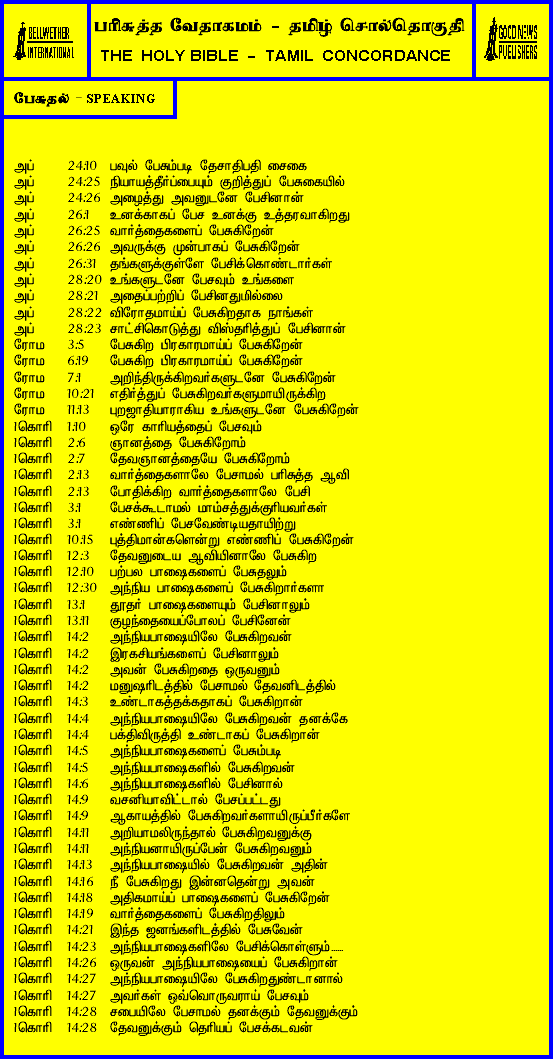 BELLWETHER
INTERNATIONAL
பரிசுத்த வேதாகமம் - தமிழ் சொல்தொகுதி
THE HOLY BIBLE - TAMIL CONCORDANCE
GOOD NEWS
PUBLISHERS
பேசுதல் - SPEAKING
அப் 24:10 பவுல் பேசும்படி தேசாதிபதி சைகை
அப் 24:25 நியாயத்தீர்ப்பையும் குறித்துப் பேசுகையில்
அப் 24:26 அழைத்து அவனுடனே பேசினான்
அப் 26:1 உனக்காகப் பேச உனக்கு உத்தரவாகிறது
அப் 26:25 வார்த்தைகளைப் பேசுகிறேன்
அப் 26:26 அவருக்கு முன்பாகப் பேசுகிறேன்
அப் 26:31 தங்களுக்குள்ளே பேசிக்கொண்டார்கள்
அப் 28:20 உங்களுடனே பேசவும் உங்களை
அப் 28:21 அதைப்பற்றிப் பேசினதுமில்லை
அப் 28:22 விரோதமாய்ப் பேசுகிறதாக நாங்கள்
அப் 28:23 சாட்சிகொடுத்து விஸ்தரித்துப் பேசினான்
ரோம 3:5 பேசுகிற பிரகாரமாய்ப் பேசுகிறேன்
ரோம 6:19 பேசுகிற பிரகாரமாய்ப் பேசுகிறேன்
ரோம 7:1 அறிந்திருக்கிறவர்களுடனே பேசுகிறேன்
ரோம 10:21 எதிர்த்துப் பேசுகிறவர்களுமாயிருக்கிற
ரோம 11:13 புறஜாதியாராகிய உங்களுடனே பேசுகிறேன்
1கொரி 1:10 ஒரே காரியத்தைப் பேசவும்
1கொரி 2:6 ஞானத்தை பேசுகிறோம்
1கொரி 2:7 தேவஞானத்தையே பேசுகிறோம்
1கொரி 2:13 வார்த்தைகளாலே பேசாமல் பரிசுத்த ஆவி
1கொரி 2:13 போதிக்கிற வார்த்தைகளாலே பேசி
1கொரி 3:1 பேசக்கூடாமல் மாம்சத்துக்குரியவர்கள்
1கொரி 3:1 எண்ணிப் பேசவேண்டியதாயிற்று
1கொரி 10:15 புத்திமான்களென்று எண்ணிப் பேசுகிறேன்
1கொரி 12:3 தேவனுடைய ஆவியினாலே பேசுகிற
1கொரி 12:10 பற்பல பாஷைகளைப் பேசுதலும்
1கொரி 12:30 அந்நிய பாஷைகளைப் பேசுகிறார்களா
1கொரி 13:1 தூதர் பாஷைகளையும் பேசினாலும்
1கொரி 13:11 குழந்தையைப்போலப் பேசினேன்
1கொரி 14:2 அந்நியபாஷையிலே பேசுகிறவன்
1கொரி 14:2 இரகசியங்களைப் பேசினாலும்
1கொரி 14:2 அவன் பேசுகிறதை ஒருவனும்
1கொரி 14:2 மனுஷரிடத்தில் பேசாமல் தேவனிடத்தில்
1கொரி 14:3 உண்டாகத்தக்கதாகப் பேசுகிறான்
1கொரி 14:4 அந்நியபாஷையிலே பேசுகிறவன் தனக்கே
1கொரி 14:4 பக்திவிருத்தி உண்டாகப் பேசுகிறான்
1கொரி 14:5 அந்நியபாஷைகளைப் பேசும்படி
1கொரி 14:5 அந்நியபாஷைகளில் பேசுகிறவன்
1கொரி 14:6 அந்நியபாஷைகளில் பேசினால்
1கொரி 14:9 வசனியாவிட்டால் பேசப்பட்டது
1கொரி 14:9 ஆகாயத்தில் பேசுகிறவர்களாயிருப்பீர்களே
1கொரி 14:11 அறியாமலிருந்தால் பேசுகிறவனுக்கு
1கொரி 14:11 அந்நியனாயிருப்பேன் பேசுகிறவனும்
1கொரி 14:13 அந்நியபாஷையில் பேசுகிறவன் அதின்
1கொரி 14:16 நீ பேசுகிறது இன்னதென்று அவன்
1கொரி 14:18 அதிகமாய்ப் பாஷைகளைப் பேசுகிறேன்
1கொரி 14:19 வார்த்தைகளைப் பேசுகிறதிலும்
1கொரி 14:21 இந்த ஜனங்களிடத்தில் பேசுவேன்
1கொரி 14:23 அந்நியபாஷைகளிலே பேசிக்கொள்ளும்......
1கொரி 14:26 ஒருவன் அந்நியபாஷையைப் பேசுகிறான்
1கொரி 14:27 அந்நியபாஷையிலே பேசுகிறதுண்டானால்
1கொரி 14:27 அவர்கள் ஒவ்வொருவராய் பேசவும்
1கொரி 14:28 சபையிலே பேசாமல் தனக்கும் தேவனுக்கும்
1கொரி 14:28 தேவனுக்கும் தெரியப் பேசக்கடவன்